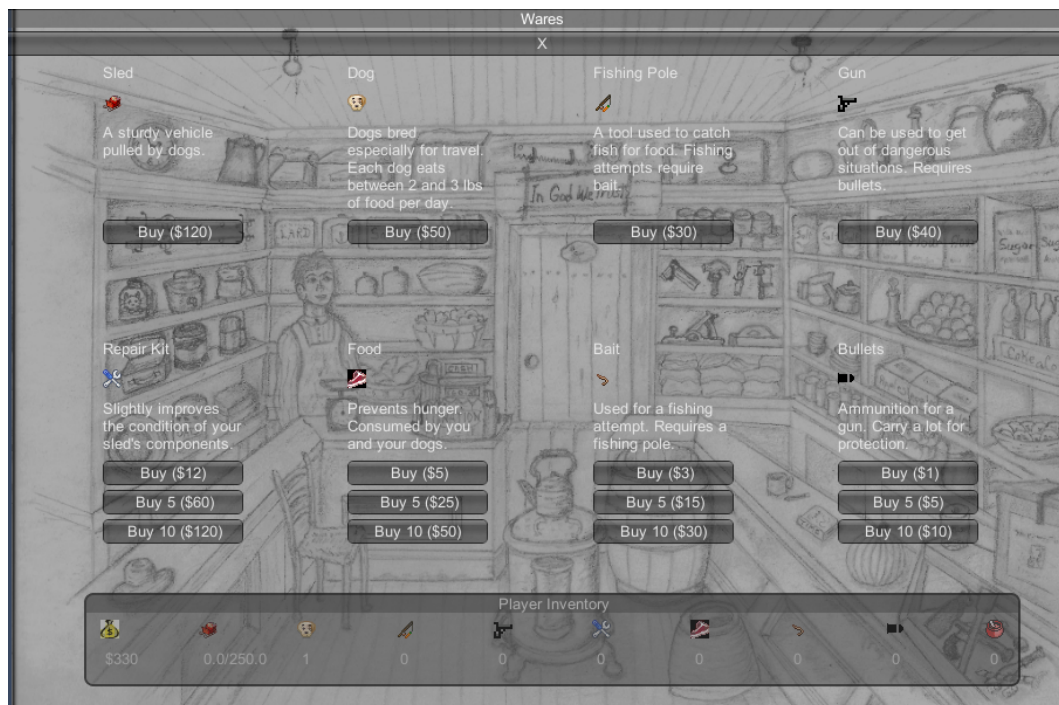 Wares
X
Sled
A sturdy vehicle
pulled by dogs.
Buy ($120)
Dog
Dogs bred
especially for travel.
Each dog eats
between 2 and 3 lbs
of food per day.
Buy ($50)
Fishing Pole
A tool used to catch
fish for food. Fishing
attempts require
bait.
Buy ($30)
Gun
Can be used to get
out of dangerous
situations. Requires
bullets.
Buy ($40)
In God We Trust
LARD
Sugar
Repair Kit
Slightly improves
the condition of your
sled's components.
Buy ($12)
Buy 5 ($60)
Buy 10 ($120)
Food
Prevents hunger.
Consumed by you
and your dogs.
Buy ($5)
Buy 5 ($25)
Buy 10 ($50)
Bait
Used for a fishing
attempt. Requires a
fishing pole.
Buy ($3)
Buy 5 ($15)
Buy 10 ($30)
Bullets
Ammunition for a
gun. Carry a lot for
protection.
Buy ($1)
Buy 5 ($5)
Buy 10 ($10)
Player Inventory
$330 0.0/250.0 1 0 0 0 0 0 0 0